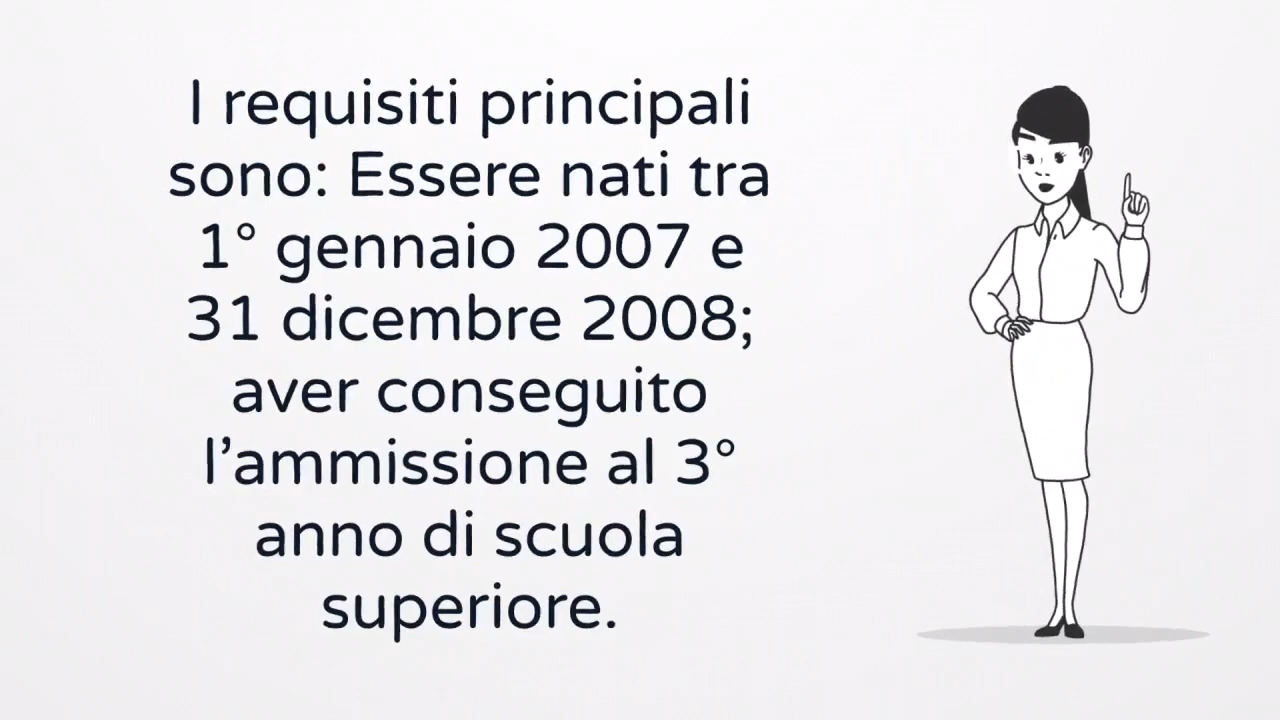 I requisiti principali
sono: Essere nati tra
1° gennaio 2007 e
31 dicembre 2008;
aver conseguito
l’ammissione al 3°
anno di scuola
superiore.